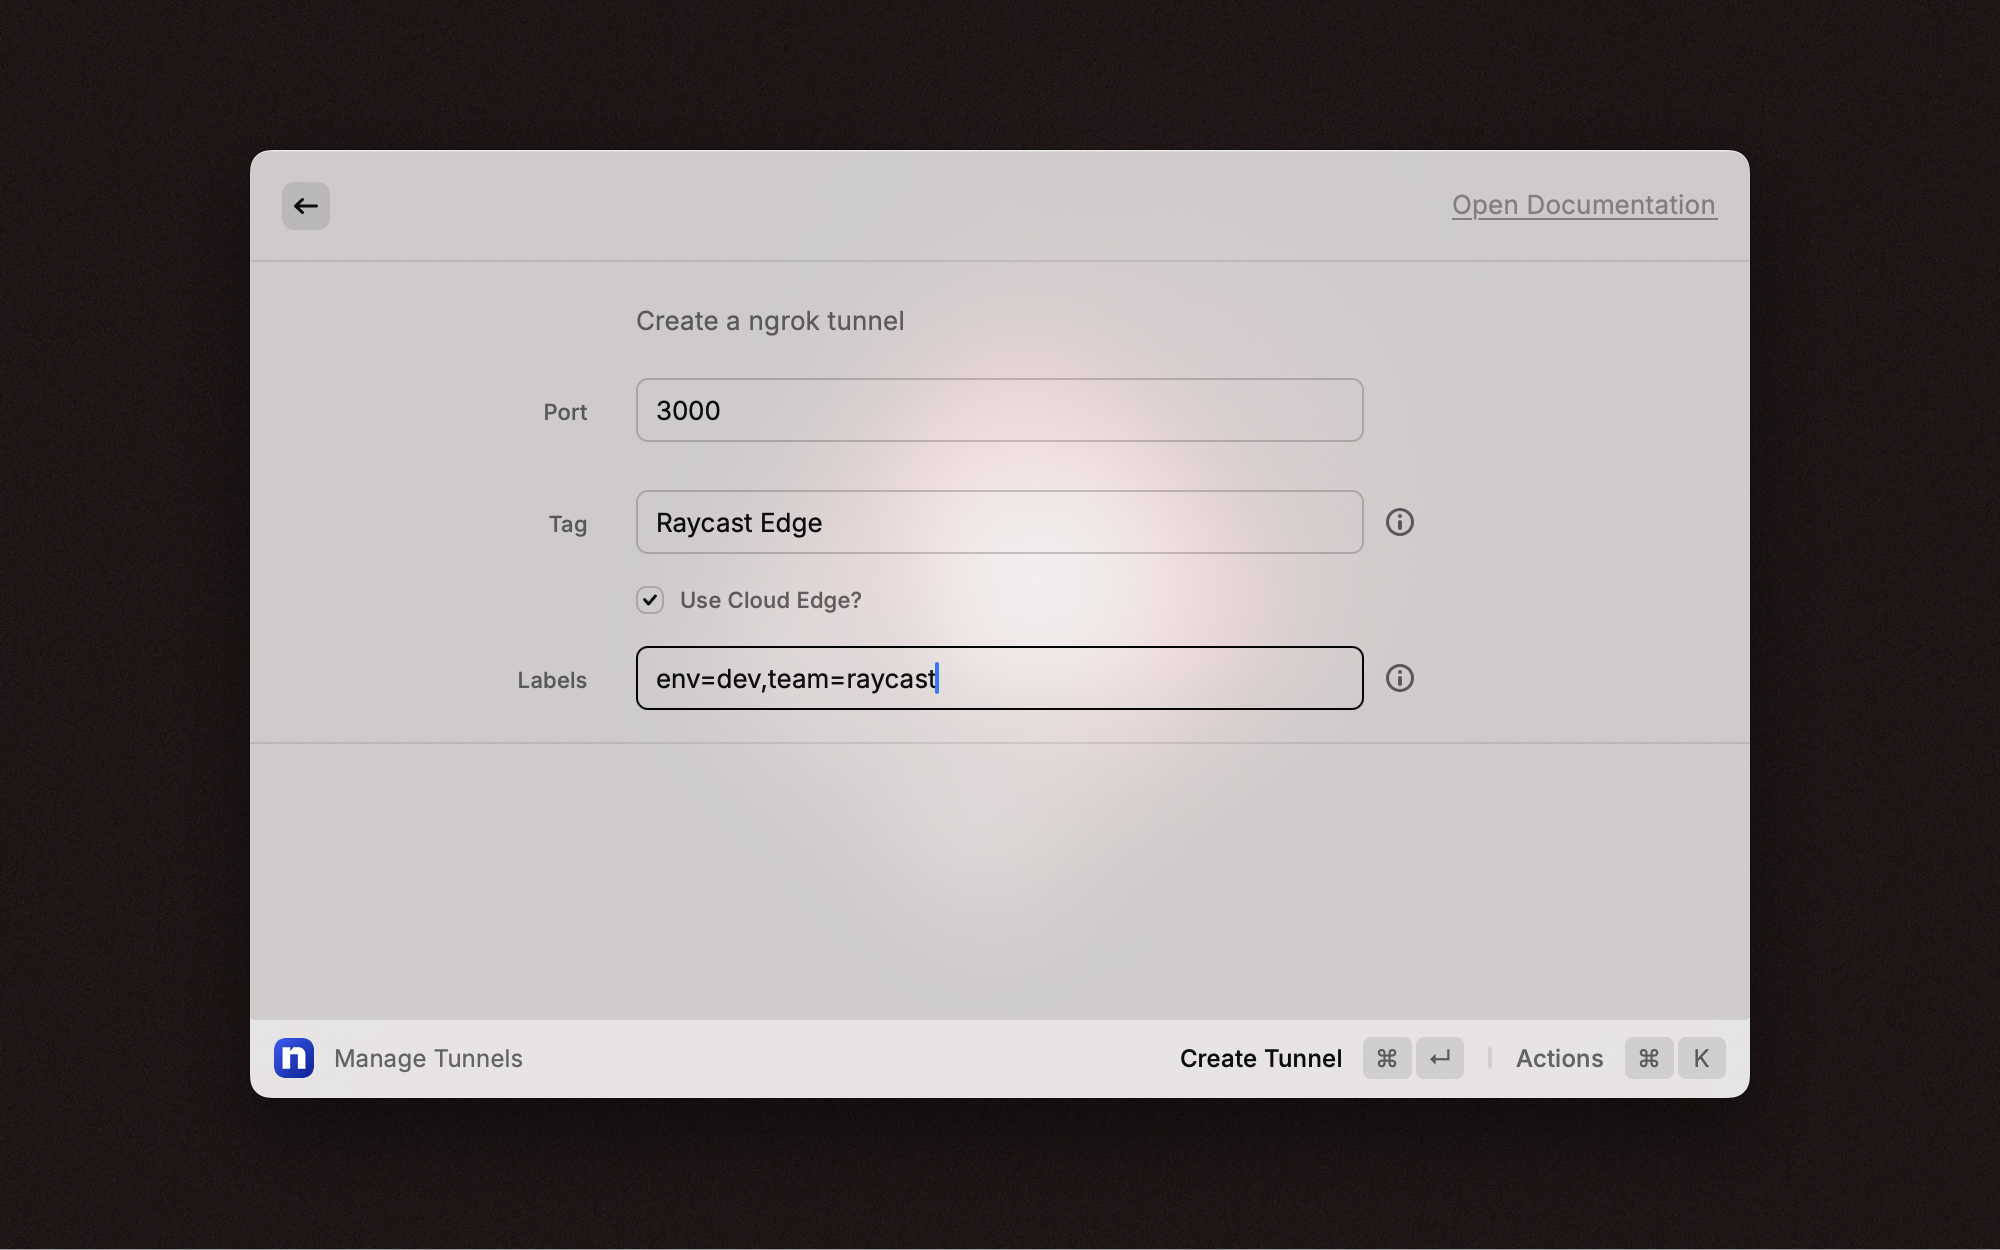 Open Documentation
Create a ngrok tunnel
Port
3000
Tag
Raycast Edge
Use Cloud Edge?
Labels
env=dev,team=raycast
n Manage Tunnels
Create Tunnel ⌘ ↵
Actions ⌘ K